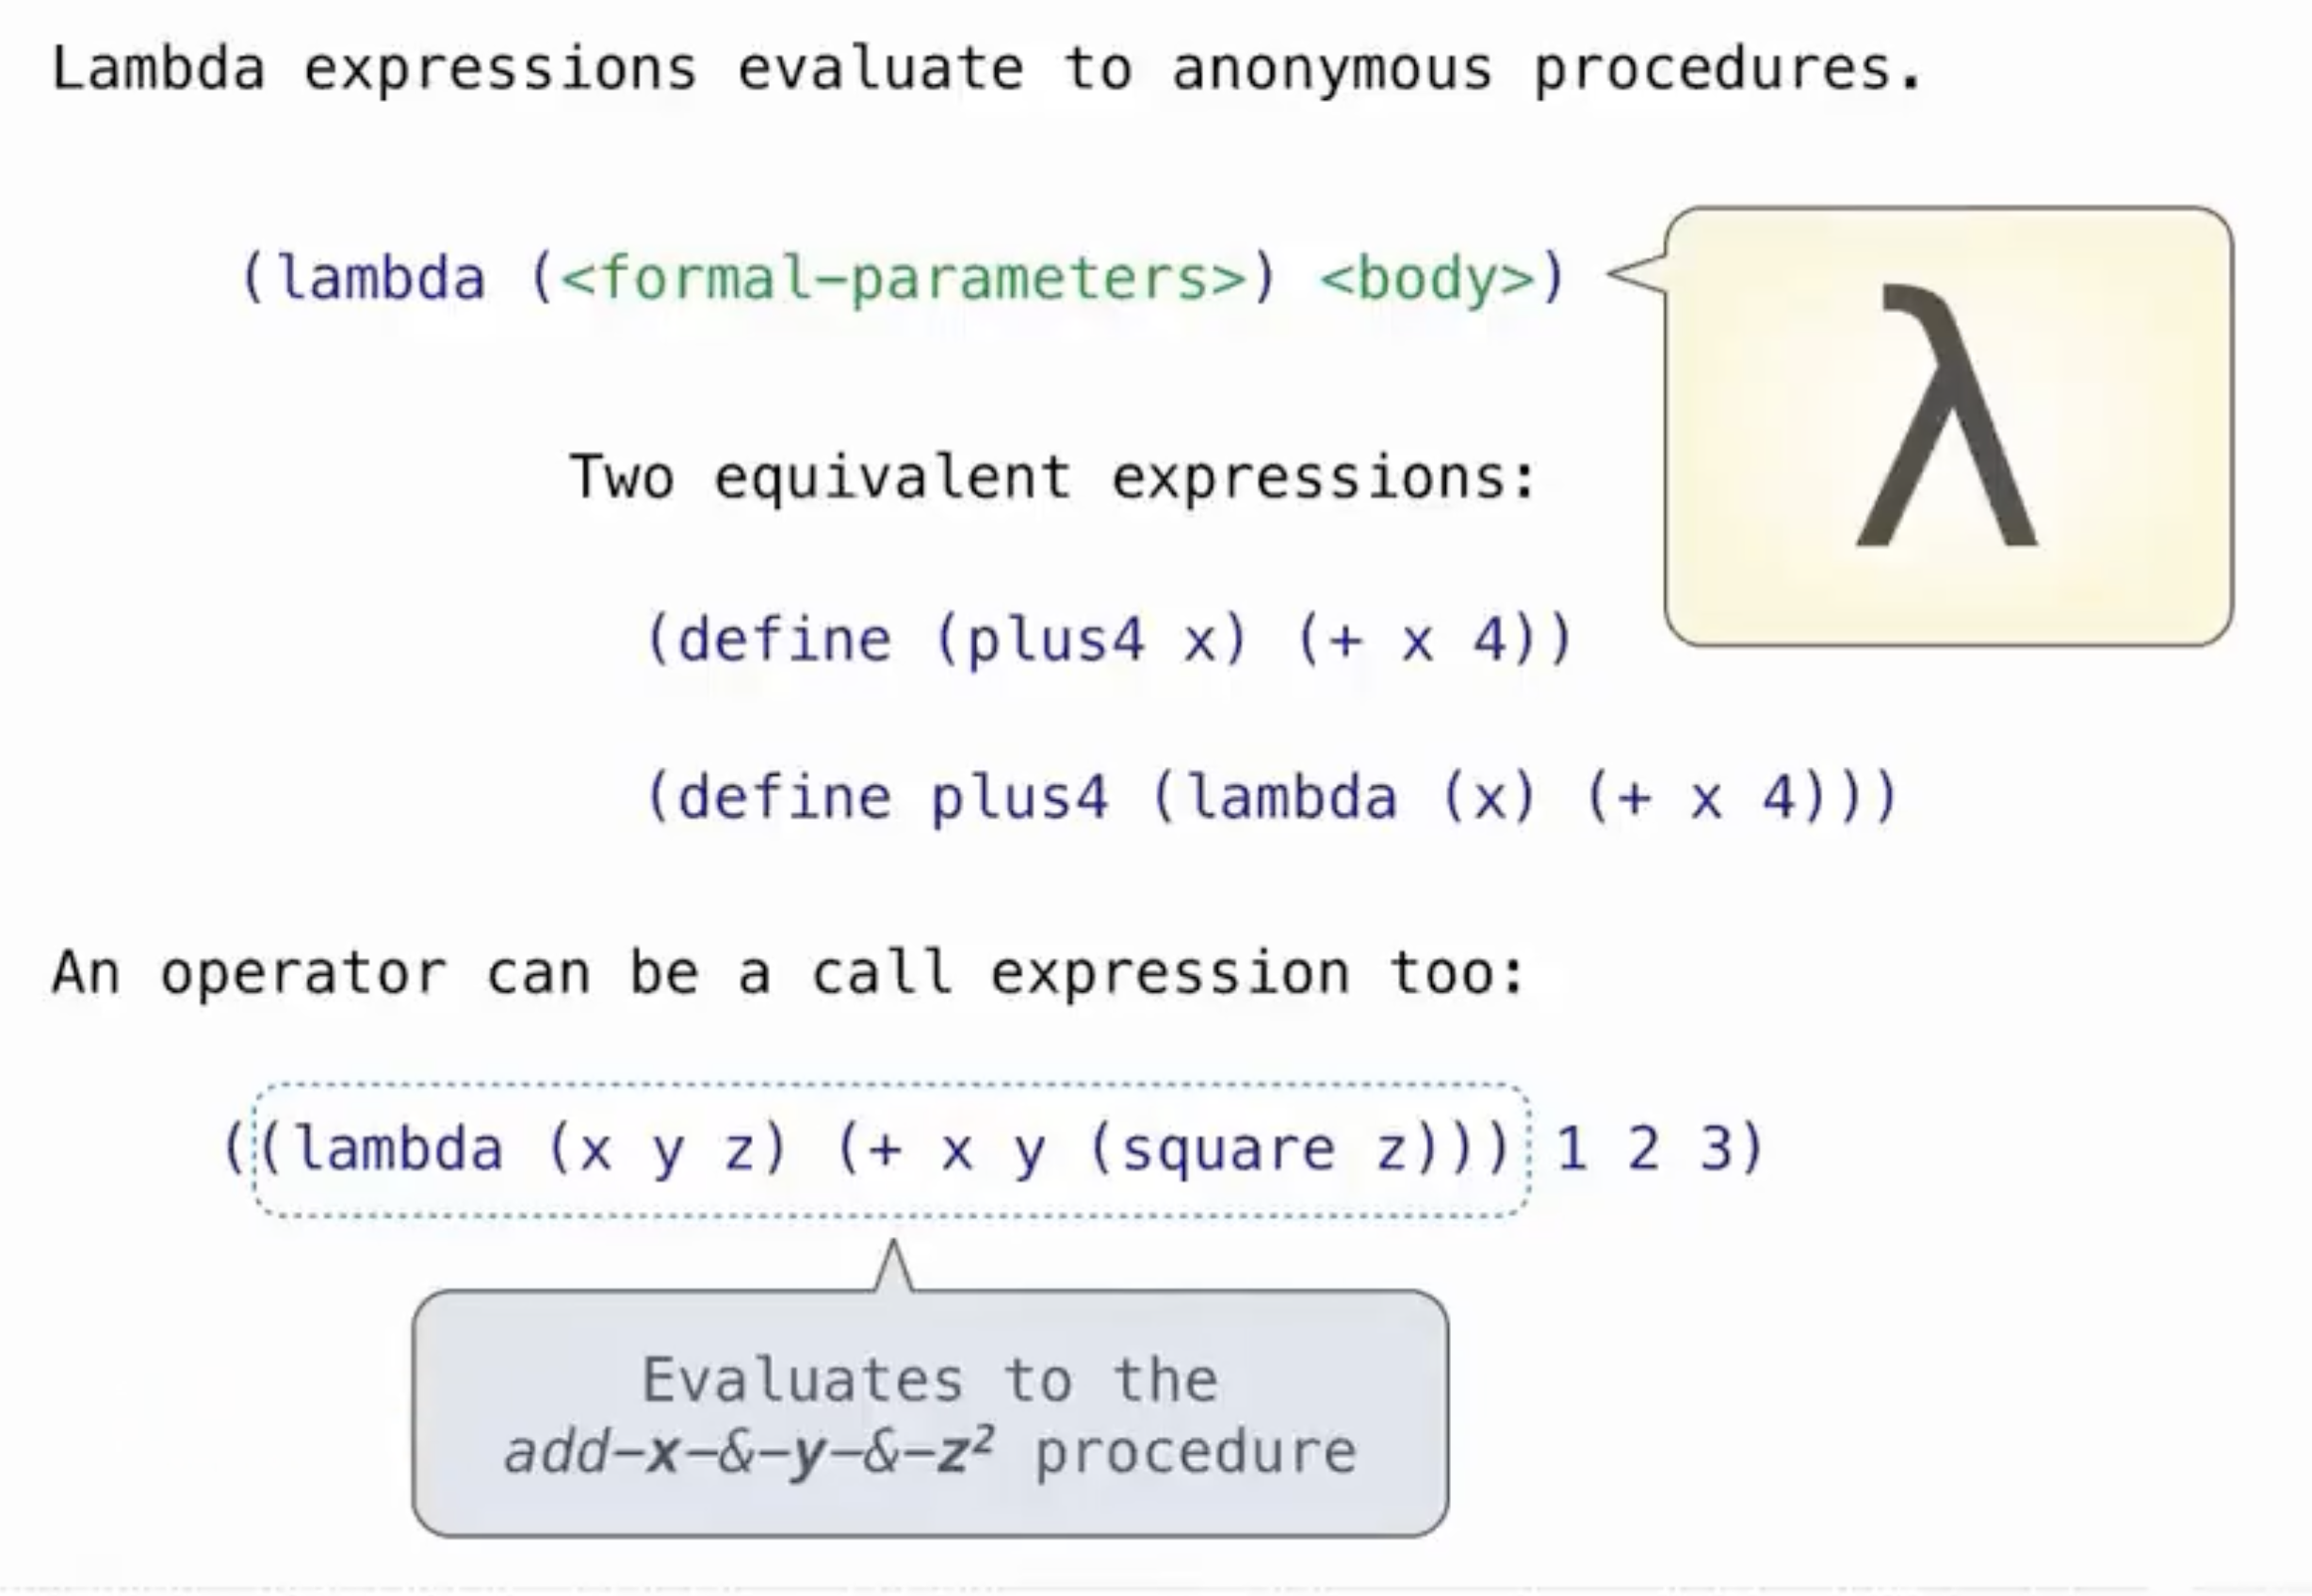 Lambda expressions evaluate to anonymous procedures.
(lambda (<formal-parameters>) <body>)
λ
Two equivalent expressions:
(define (plus4 x) (+ x 4))
(define plus4 (lambda (x) (+ x 4)))
An operator can be a call expression too:
((lambda (x y z) (+ x y (square z))) 1 2 3)
Evaluates to the
add-x-&-y-&-z² procedure